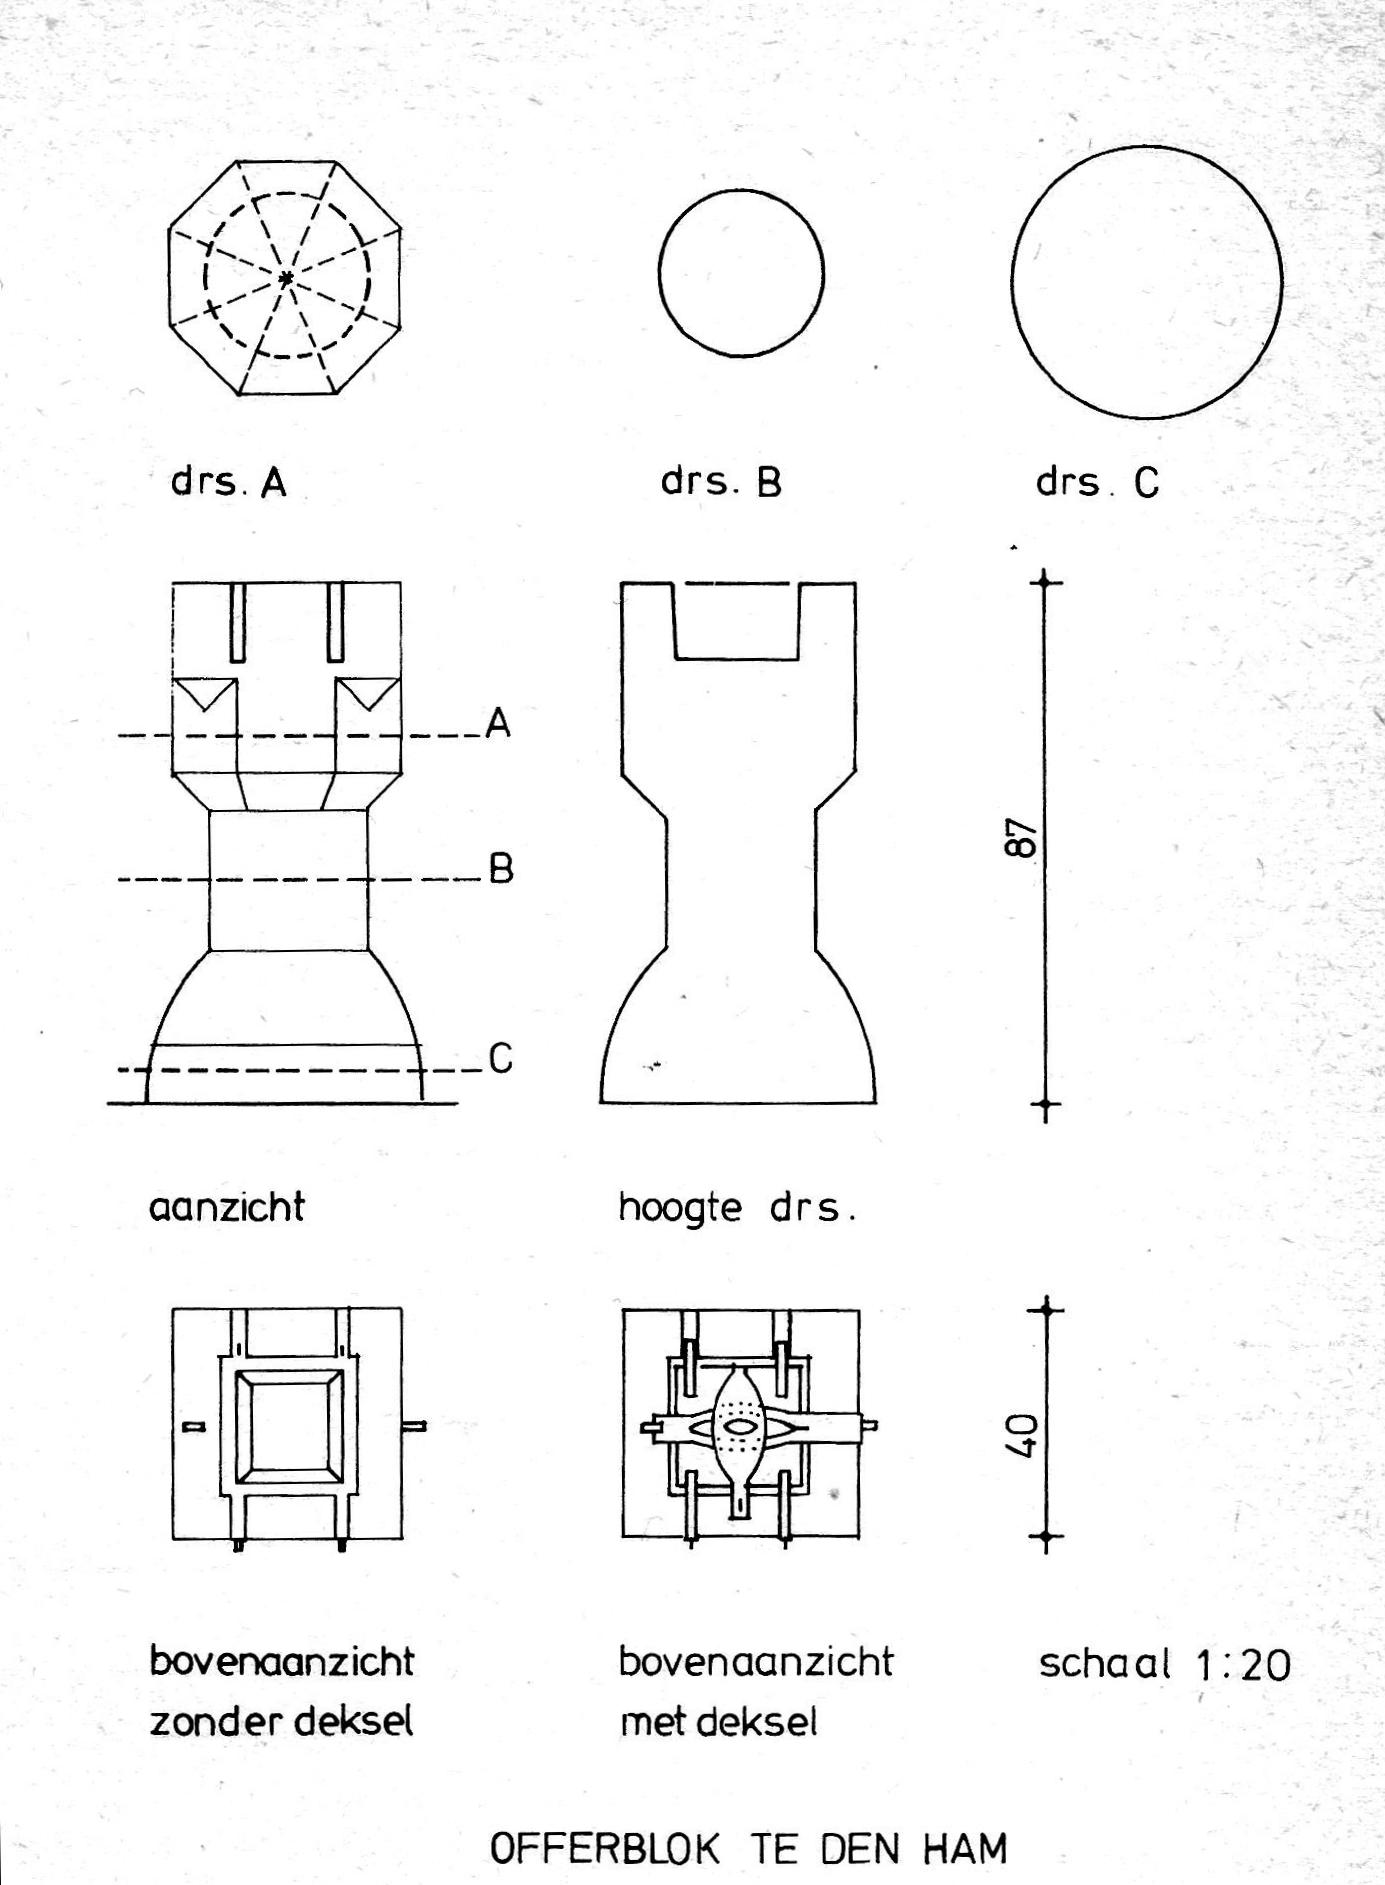 drs. A
drs. B
drs. C
A
B
C
87
aanzicht
hoogte drs.
40
bovenaanzicht
zonder deksel
bovenaanzicht
met deksel
schaal 1:20
OFFERBLOK TE DEN HAM